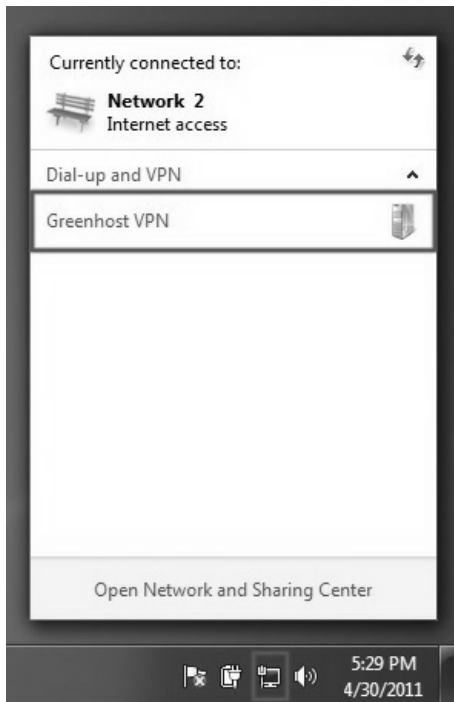 Currently connected to:
Network 2
Internet access
Dial-up and VPN
Greenhost VPN
Open Network and Sharing Center
5:29 PM
4/30/2011